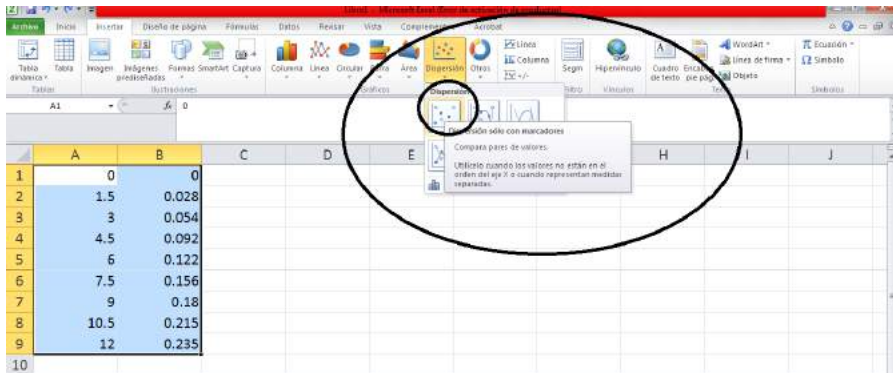 Libro1 - Microsoft Excel (Error de activación de productos)
Archivo Inicio Insertar Diseño de página Fórmulas Datos Revisar Vista Complementos Acrobat
Tabla dinámica Tabla Imagen Imágenes prediseñadas Formas SmartArt Captura Columna Línea Circular Barra Área Dispersión Otros Línea Columna +/- Segm Hipervínculo Cuadro de texto WordArt Línea de firma Objeto Ecuación Símbolo
Tablas Ilustraciones Gráficos Filtro Vínculos Texto Símbolos
A1 fx 0
Dispersión
Dispersión sólo con marcadores
Compara pares de valores.
Utilícelo cuando los valores no están en el
orden del eje X o cuando representan medidas
separadas.
A B C D E H I J
1 0 0
2 1.5 0.028
3 3 0.054
4 4.5 0.092
5 6 0.122
6 7.5 0.156
7 9 0.18
8 10.5 0.215
9 12 0.235
10